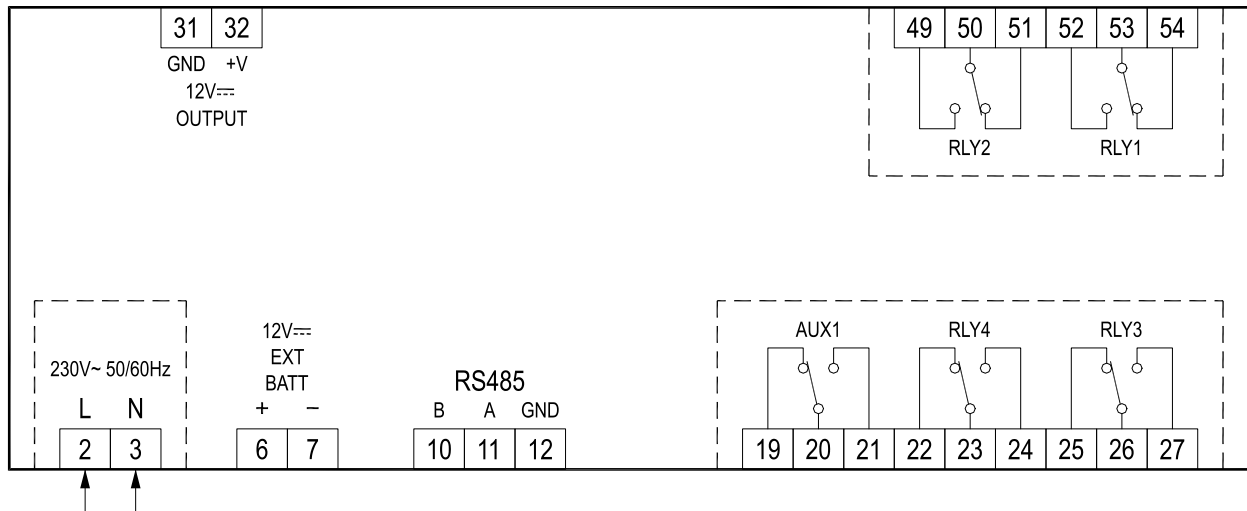 31 32
GND +V
12V⎓
OUTPUT
49 50 51 52 53 54
RLY2 RLY1
230V~ 50/60Hz
L N
2 3
12V⎓
EXT
BATT
+ −
6 7
RS485
B A GND
10 11 12
AUX1 RLY4 RLY3
19 20 21 22 23 24 25 26 27